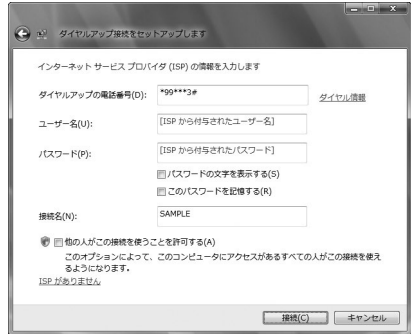 ダイヤルアップ接続をセットアップします
インターネット サービス プロバイダ (ISP) の情報を入力します
ダイヤルアップの電話番号(D): *99***3# ダイヤル情報
ユーザー名(U): [ISP から付与されたユーザー名]
パスワード(P): [ISP から付与されたパスワード]
パスワードの文字を表示する(S)
このパスワードを記憶する(R)
接続名(N): SAMPLE
他の人がこの接続を使うことを許可する(A)
このオプションによって、このコンピュータにアクセスがあるすべての人がこの接続を使え
るようになります。
ISP がありません
接続(C) キャンセル